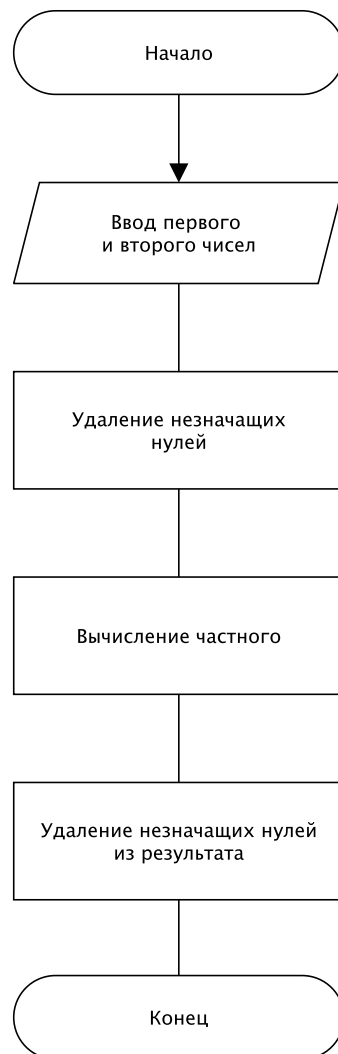 Начало
Ввод первого
и второго чисел
Удаление незначащих
нулей
Вычисление частного
Удаление незначащих нулей
из результата
Конец